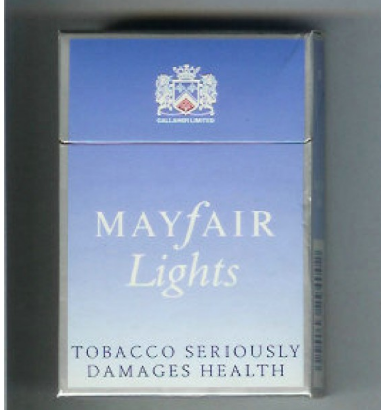 GALLAHER LIMITED
MAYfAIR
Lights
TOBACCO SERIOUSLY
DAMAGES HEALTH